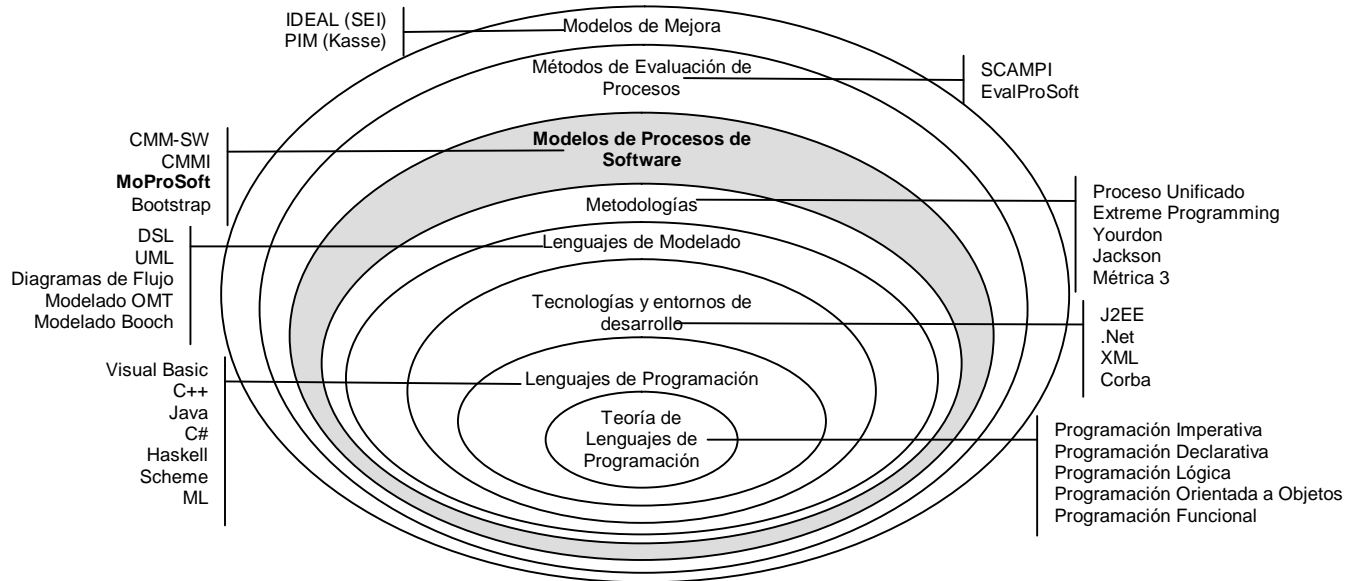 IDEAL (SEI)
PIM (Kasse)
Modelos de Mejora
Métodos de Evaluación de
Procesos
SCAMPI
EvalProSoft
CMM-SW
CMMI
MoProSoft
Bootstrap
Modelos de Procesos de
Software
Metodologías
Proceso Unificado
Extreme Programming
Yourdon
Jackson
Métrica 3
DSL
UML
Diagramas de Flujo
Modelado OMT
Modelado Booch
Lenguajes de Modelado
Tecnologías y entornos de
desarrollo
J2EE
.Net
XML
Corba
Visual Basic
C++
Java
C#
Haskell
Scheme
ML
Lenguajes de Programación
Teoría de
Lenguajes de
Programación
Programación Imperativa
Programación Declarativa
Programación Lógica
Programación Orientada a Objetos
Programación Funcional